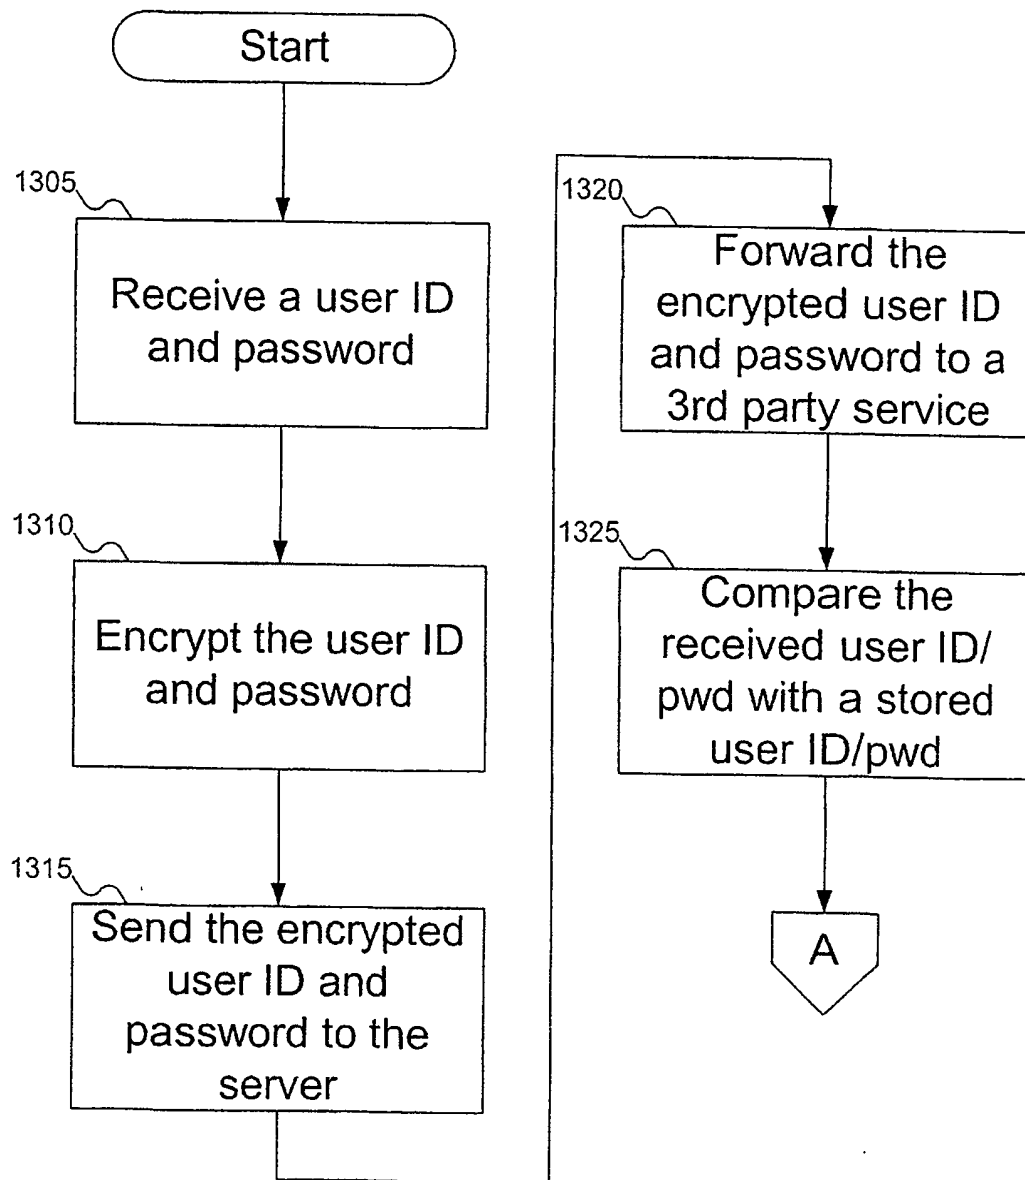 Start
1305
Receive a user ID
and password
1310
Encrypt the user ID
and password
1315
Send the encrypted
user ID and
password to the
server
1320
Forward the
encrypted user ID
and password to a
3rd party service
1325
Compare the
received user ID/
pwd with a stored
user ID/pwd
A